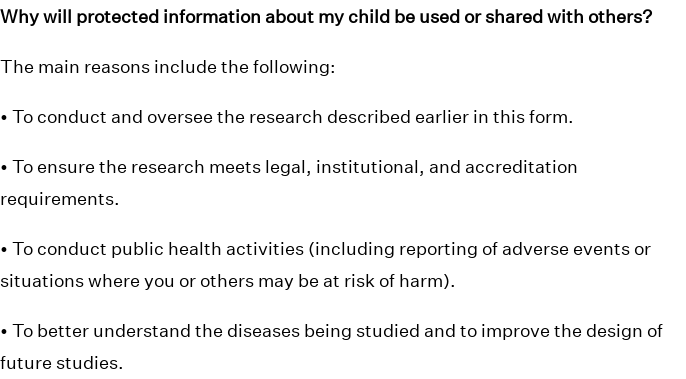 Why will protected information about my child be used or shared with others?
The main reasons include the following:
• To conduct and oversee the research described earlier in this form.
• To ensure the research meets legal, institutional, and accreditation
requirements.
• To conduct public health activities (including reporting of adverse events or
situations where you or others may be at risk of harm).
• To better understand the diseases being studied and to improve the design of
future studies.